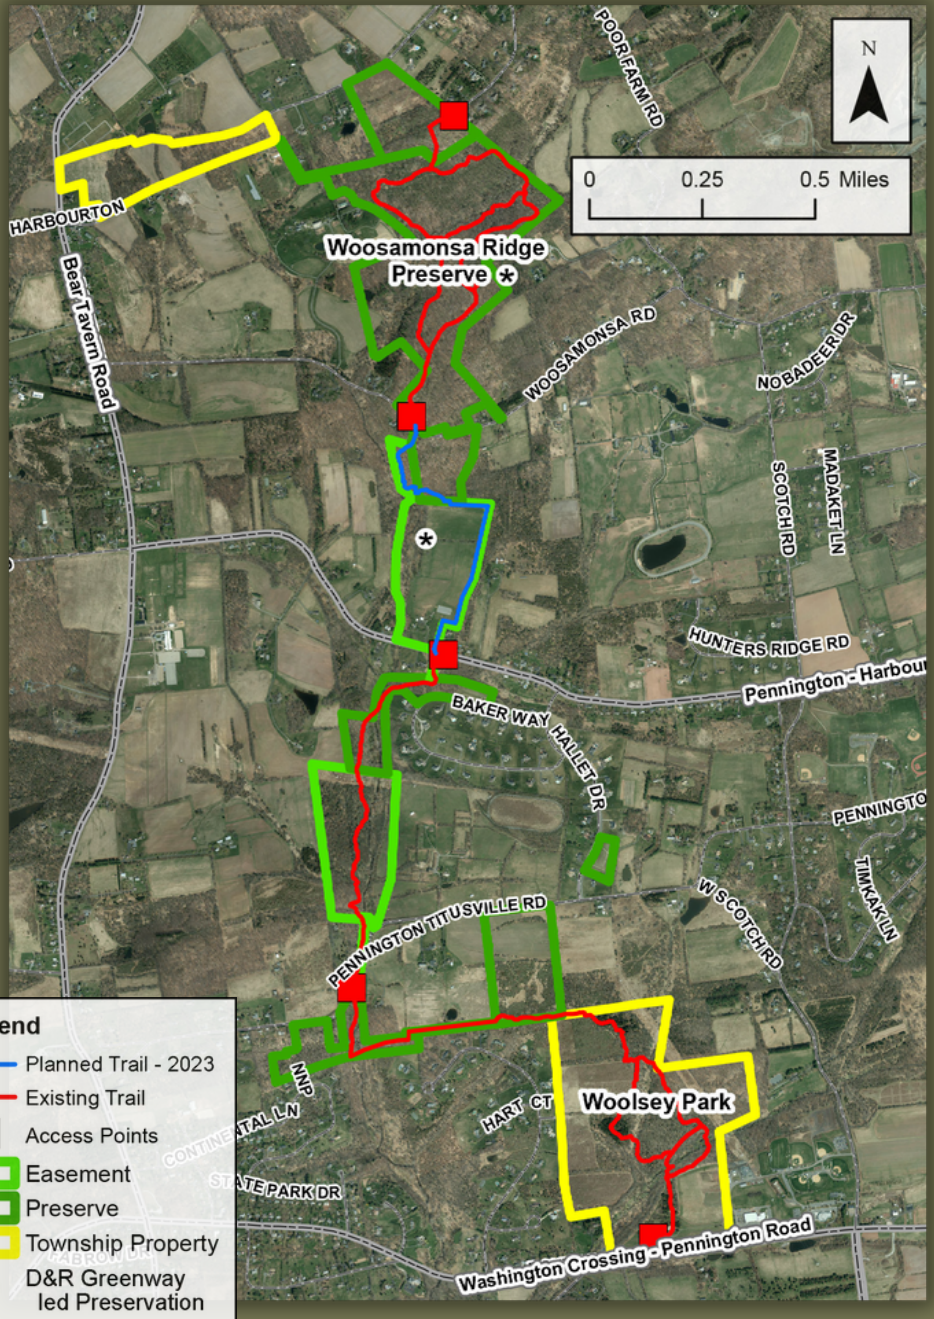 POOR FARM RD
N
0 0.25 0.5 Miles
HARBOURTON
Bear Tavern Road
Woosamonsa Ridge
Preserve *
WOOSAMONSA RD
NOBADEER DR
SCOTCH RD
MADAKET LN
*
HUNTERS RIDGE RD
Pennington - Harbour
BAKER WAY
HALLET DR
PENNINGTO
TIMKAK LN
W SCOTCH RD
PENNINGTON TITUSVILLE RD
NNP
HART CT
Woolsey Park
CONTINENTAL LN
STATE PARK DR
FABROW DR
Washington Crossing - Pennington Road
end
Planned Trail - 2023
Existing Trail
Access Points
Easement
Preserve
Township Property
D&R Greenway
led Preservation